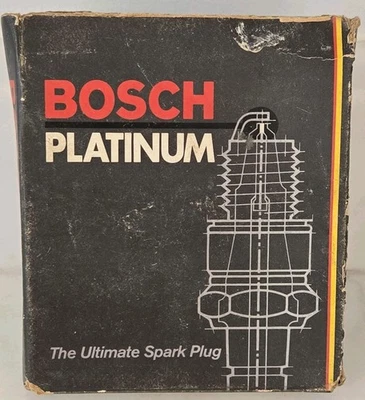 BOSCH
PLATINUM
The Ultimate Spark Plug